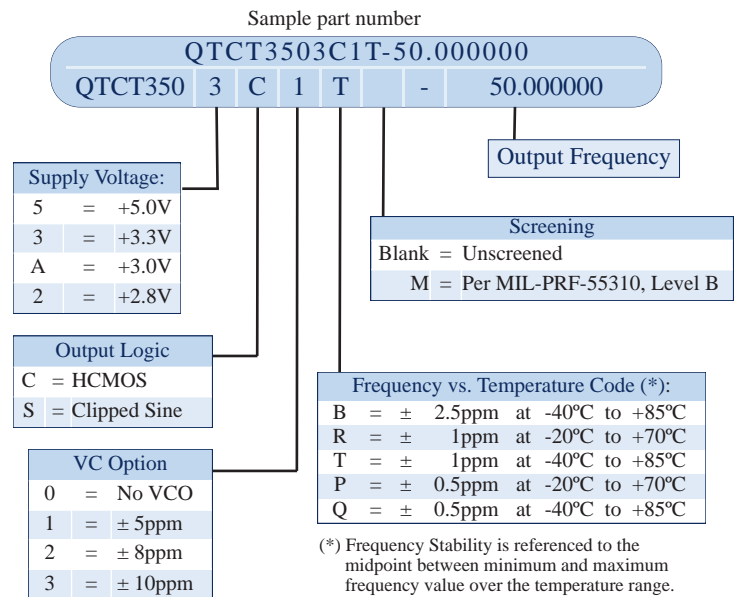 Sample part number
QTCT3503C1T-50.000000
QTCT350 3 C 1 T - 50.000000
Output Frequency
Supply Voltage:
5 = +5.0V
3 = +3.3V
A = +3.0V
2 = +2.8V
Screening
Blank = Unscreened
M = Per MIL-PRF-55310, Level B
Output Logic
C = HCMOS
S = Clipped Sine
Frequency vs. Temperature Code (*):
B = ± 2.5ppm at -40ºC to +85ºC
R = ± 1ppm at -20ºC to +70ºC
T = ± 1ppm at -40ºC to +85ºC
P = ± 0.5ppm at -20ºC to +70ºC
Q = ± 0.5ppm at -40ºC to +85ºC
VC Option
0 = No VCO
1 = ± 5ppm
2 = ± 8ppm
3 = ± 10ppm
(*) Frequency Stability is referenced to the
midpoint between minimum and maximum
frequency value over the temperature range.